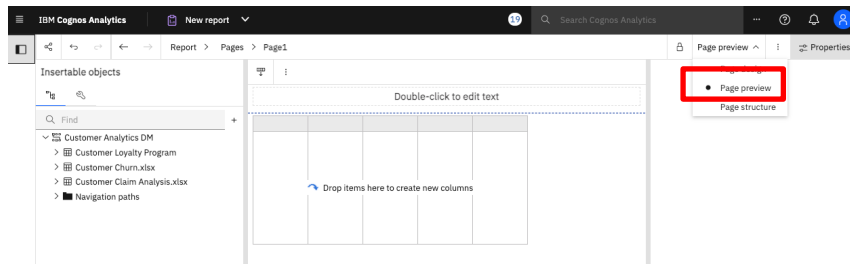 IBM Cognos Analytics New report 19 Search Cognos Analytics
Report > Pages > Page1 Page preview Properties
Insertable objects
Find
Double-click to edit text
Page preview
Page structure
Customer Analytics DM
Customer Loyalty Program
Customer Churn.xlsx
Customer Claim Analysis.xlsx
Navigation paths
Drop items here to create new columns